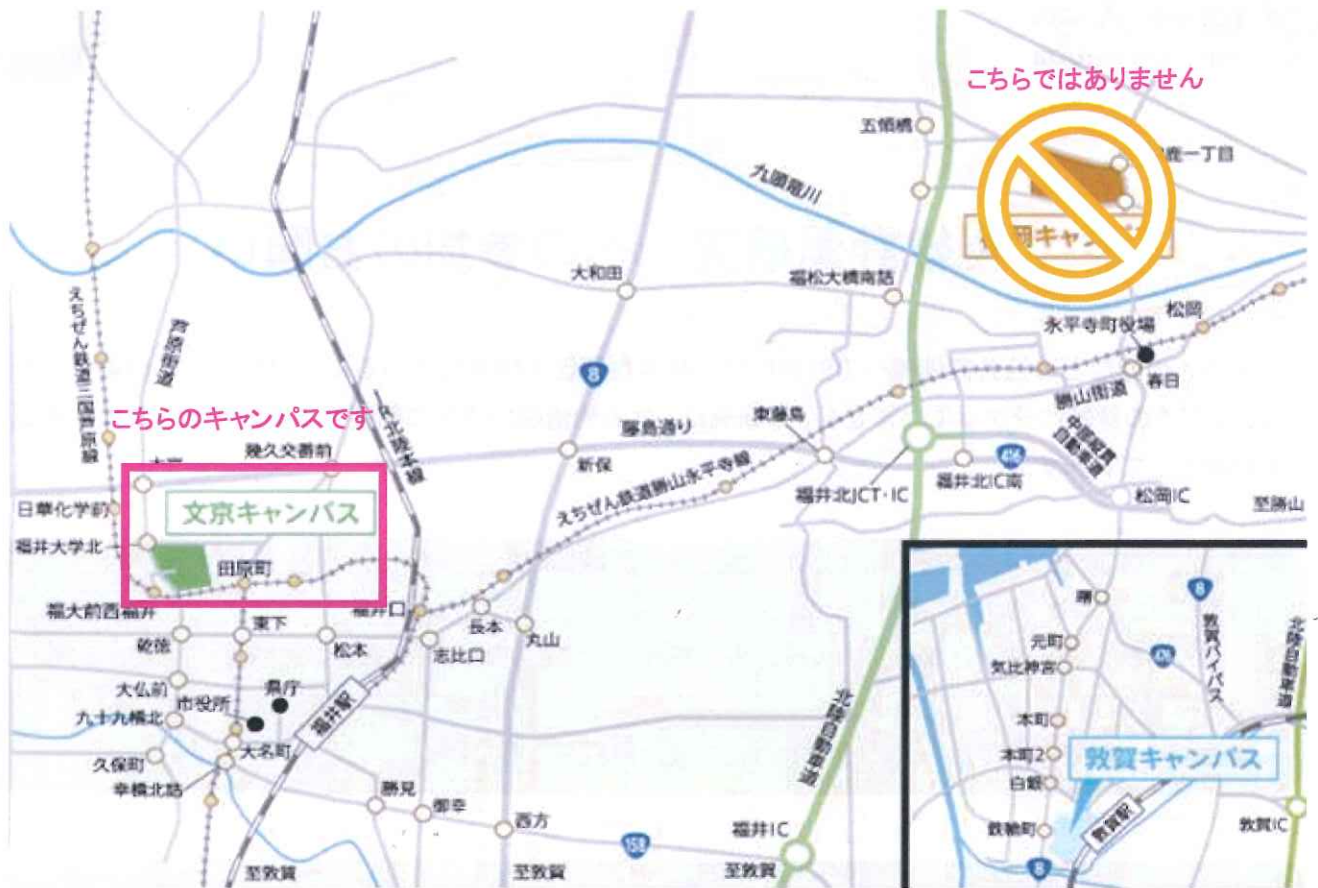 こちらではありません
五領橋
鹿一丁目
九頭竜川
キャン
大和田
福松大橋南詰
松岡
永平寺町役場
えちぜん鉄道三国芦原線
芦原街道
8
勝山街道
春日
こちらのキャンパスです
幾久交番前
藤島通り
東藤島
中部縦貫
自動車道
新保
416
えちぜん鉄道勝山永平寺線
日華化学前
文京キャンパス
福井北JCT・IC
福井北IC南
松岡IC
至勝山
福井大学北
田原町
福大前西福井
福井口
乾徳
東下
松本
志比口
長本
丸山
曙
8
元町
気比神宮
敦賀バイパス
北陸自動車道
大仏前
市役所
県庁
九十九橋北
福井駅
大名町
北陸自動車道
本町
久保町
本町2
敦賀キャンパス
幸橋北詰
白銀
勝見
御幸
西方
福井IC
鉄輪町
敦賀駅
敦賀IC
158
8
至敦賀
至敦賀
至敦賀